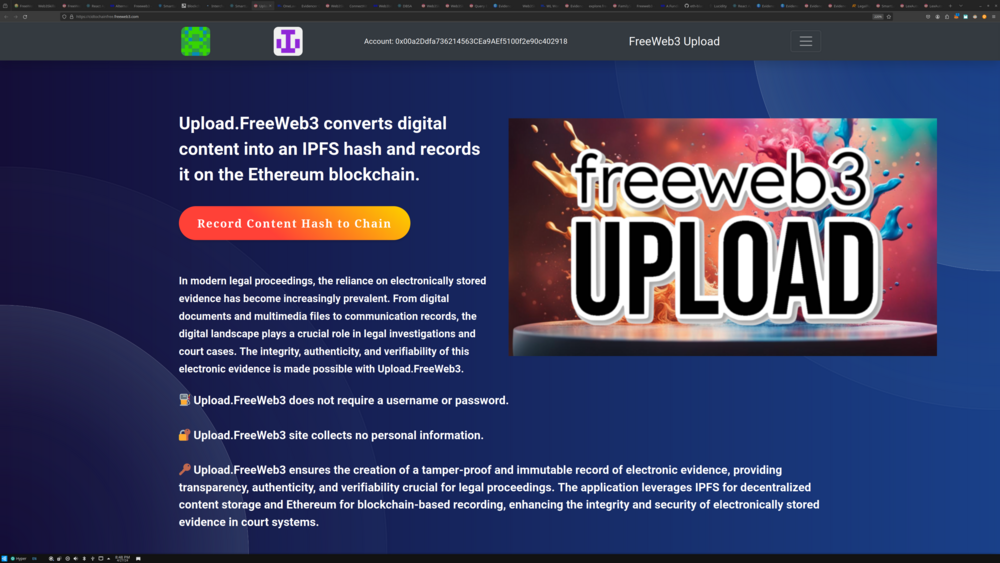 Account: 0x00a2Ddfa736214563CEa9AEf5100f2e90c402918
FreeWeb3 Upload
Upload.FreeWeb3 converts digital
content into an IPFS hash and records
it on the Ethereum blockchain.
Record Content Hash to Chain
freeweb3
UPLOAD
In modern legal proceedings, the reliance on electronically stored
evidence has become increasingly prevalent. From digital
documents and multimedia files to communication records, the
digital landscape plays a crucial role in legal investigations and
court cases. The integrity, authenticity, and verifiability of this
electronic evidence is made possible with Upload.FreeWeb3.
Upload.FreeWeb3 does not require a username or password.
Upload.FreeWeb3 site collects no personal information.
Upload.FreeWeb3 ensures the creation of a tamper-proof and immutable record of electronic evidence, providing
transparency, authenticity, and verifiability crucial for legal proceedings. The application leverages IPFS for decentralized
content storage and Ethereum for blockchain-based recording, enhancing the integrity and security of electronically stored
evidence in court systems.